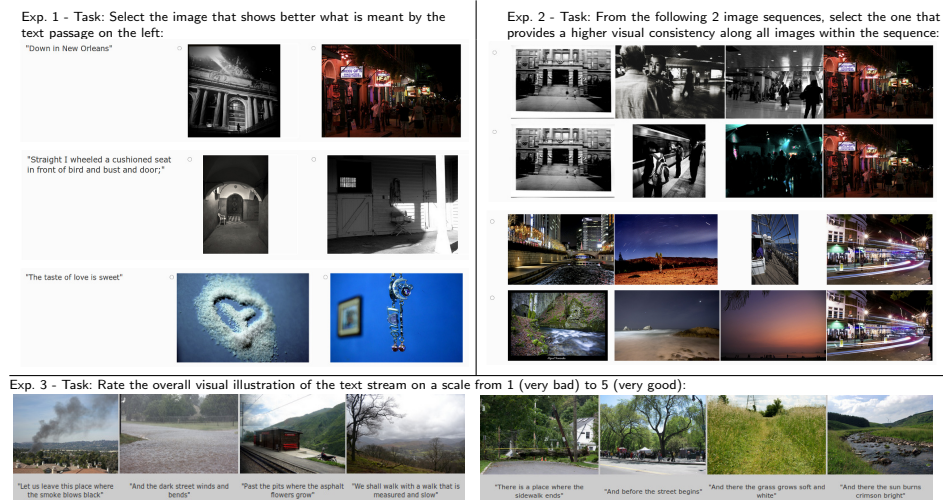 Exp. 1 - Task: Select the image that shows better what is meant by the
text passage on the left:
"Down in New Orleans"
"Straight I wheeled a cushioned seat
in front of bird and bust and door;"
"The taste of love is sweet"
Exp. 2 - Task: From the following 2 image sequences, select the one that
provides a higher visual consistency along all images within the sequence:
Exp. 3 - Task: Rate the overall visual illustration of the text stream on a scale from 1 (very bad) to 5 (very good):
"Let us leave this place where
the smoke blows black"
"And the dark street winds and
bends"
"Past the pits where the asphalt
flowers grow"
"We shall walk with a walk that is
measured and slow"
"There is a place where the
sidewalk ends"
"And before the street begins"
"And there the grass grows soft and
white"
"And there the sun burns
crimson bright"